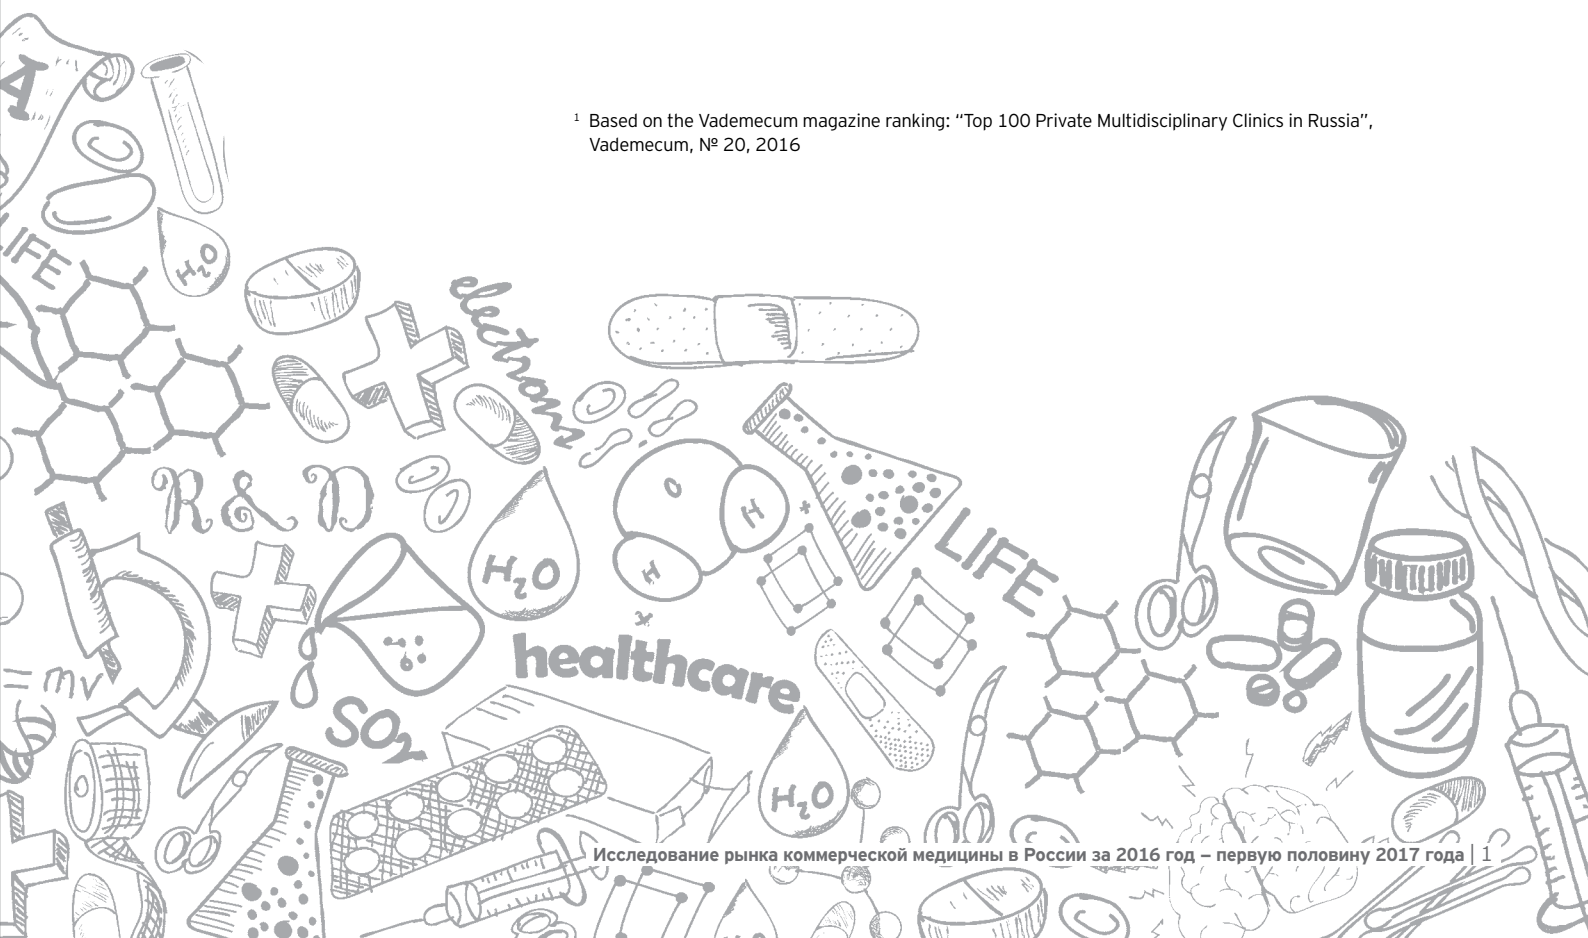 A
¹ Based on the Vademecum magazine ranking: “Top 100 Private Multidisciplinary Clinics in Russia”,
Vademecum, № 20, 2016
LIFE
H₂O
electrons
R & D
H₂O
O
H
H
LIFE
healthcare
= mv
SO₂
H₂O
Исследование рынка коммерческой медицины в России за 2016 год – первую половину 2017 года | 1
H₂O